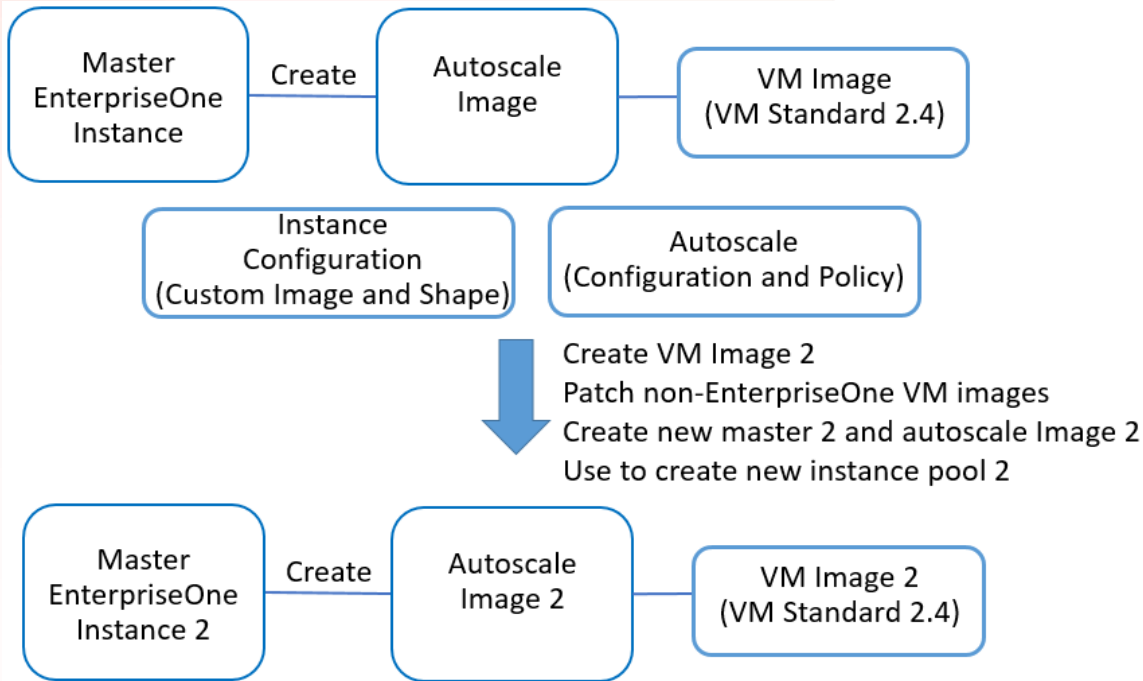 Master
EnterpriseOne
Instance
Create
Autoscale
Image
VM Image
(VM Standard 2.4)
Instance
Configuration
(Custom Image and Shape)
Autoscale
(Configuration and Policy)
Create VM Image 2
Patch non-EnterpriseOne VM images
Create new master 2 and autoscale Image 2
Use to create new instance pool 2
Master
EnterpriseOne
Instance 2
Create
Autoscale
Image 2
VM Image 2
(VM Standard 2.4)